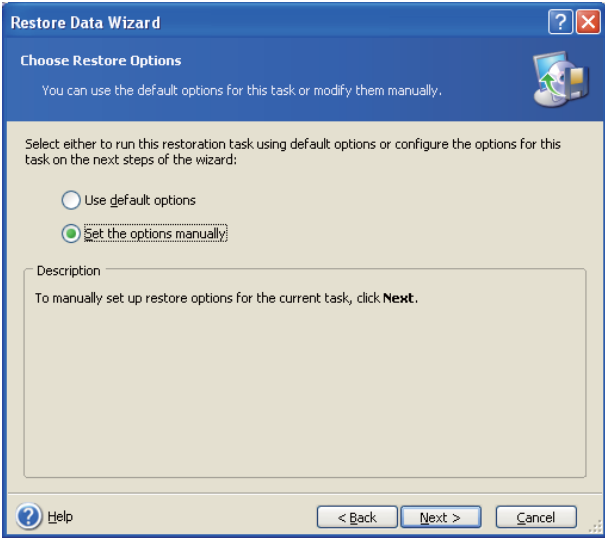 Restore Data Wizard
Choose Restore Options
You can use the default options for this task or modify them manually.
Select either to run this restoration task using default options or configure the options for this
task on the next steps of the wizard:
Use default options
Set the options manually
Description
To manually set up restore options for the current task, click Next.
Help
< Back
Next >
Cancel